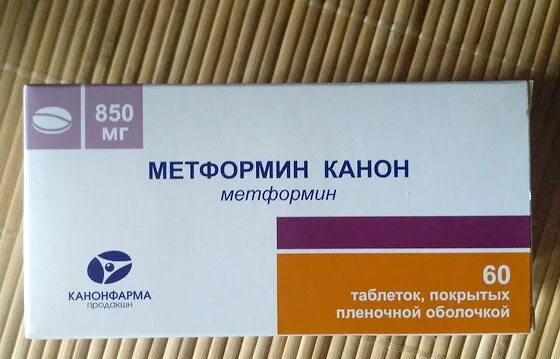 850
МГ
МЕТФОРМИН КАНОН
метформин
КАНОНФАРМА
продакшн
60
таблеток, покрытых
пленочной оболочкой